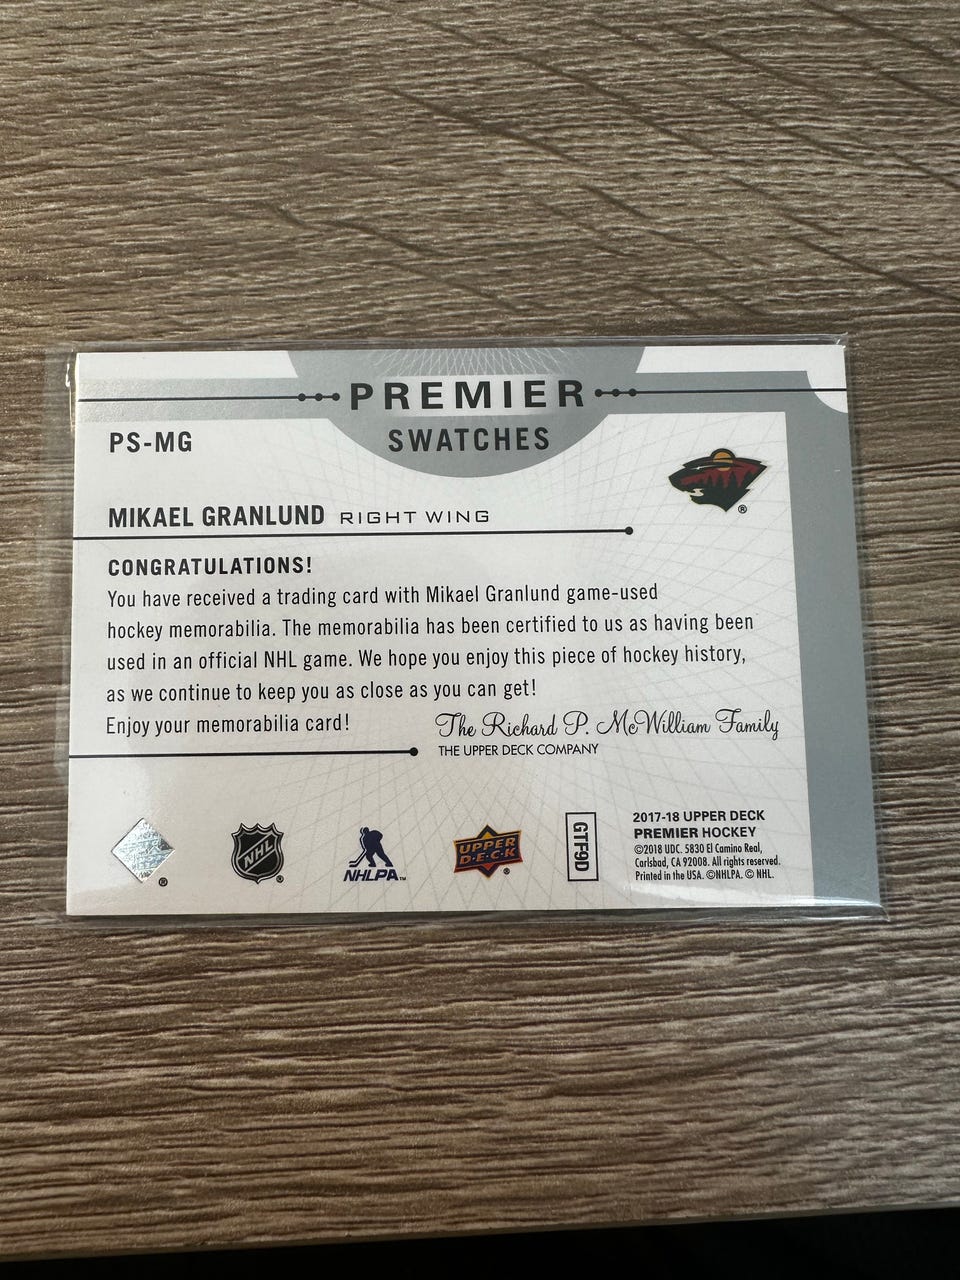 PREMIER
SWATCHES
PS-MG
MIKAEL GRANLUND RIGHT WING
CONGRATULATIONS!
You have received a trading card with Mikael Granlund game-used
hockey memorabilia. The memorabilia has been certified to us as having been
used in an official NHL game. We hope you enjoy this piece of hockey history,
as we continue to keep you as close as you can get!
Enjoy your memorabilia card!
The Richard P. McWilliam Family
THE UPPER DECK COMPANY
®
®
NHL ®
NHLPA™
UPPER
D·E·C·K ®
GTF9D
2017-18 UPPER DECK
PREMIER HOCKEY
©2018 UDC. 5830 El Camino Real,
Carlsbad, CA 92008. All rights reserved.
Printed in the USA. ©NHLPA. © NHL.